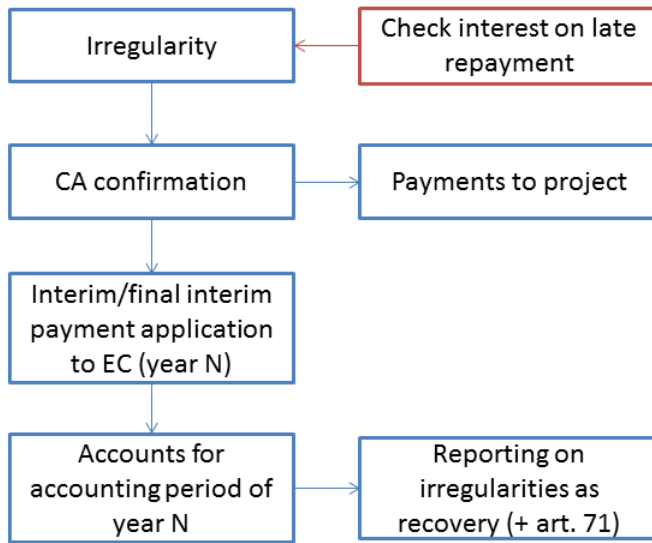 Irregularity
Check interest on late
repayment
CA confirmation
Payments to project
Interim/final interim
payment application
to EC (year N)
Accounts for
accounting period of
year N
Reporting on
irregularities as
recovery (+ art. 71)